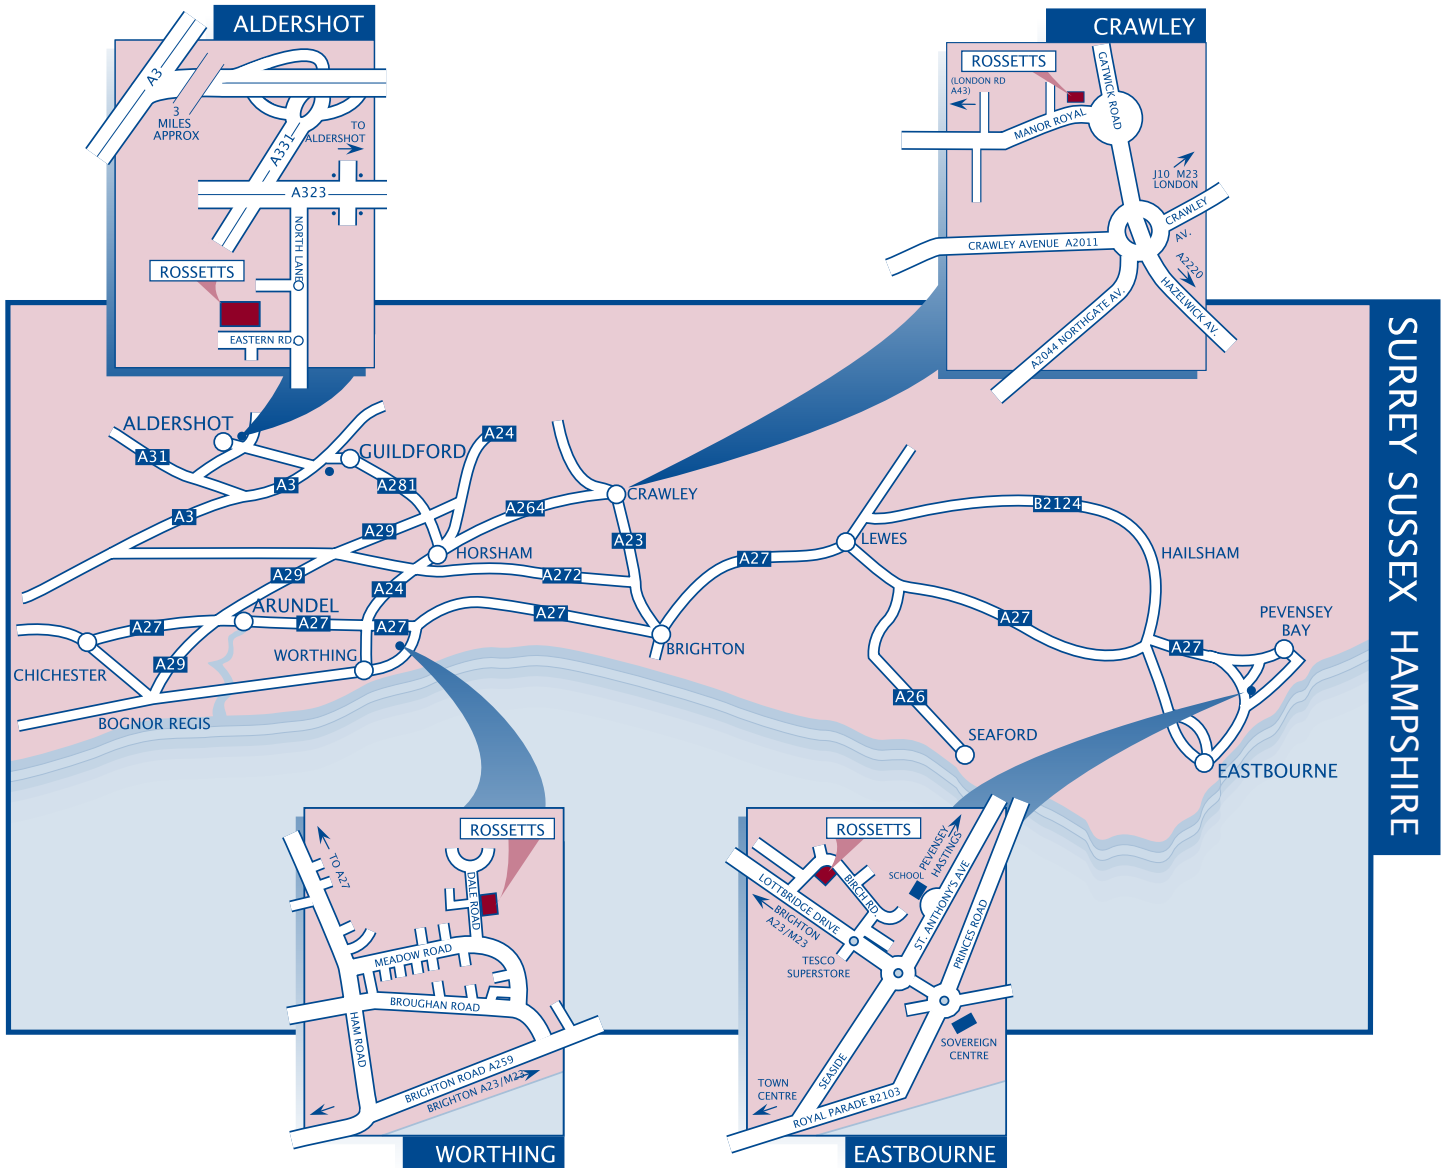 ALDERSHOT
A3
3
MILES
APPROX
A331
TO
ALDERSHOT
A323
NORTH LANE
ROSSETTS
EASTERN RD.
CRAWLEY
ROSSETTS
(LONDON RD
A43)
GATWICK ROAD
MANOR ROYAL
J10 M23
LONDON
CRAWLEY
AV.
CRAWLEY AVENUE A2011
A2220
HAZELWICK AV.
A2044 NORTHGATE AV.
SURREY SUSSEX HAMPSHIRE
ALDERSHOT
A31
GUILDFORD
A24
A3
A281
A3
A264
CRAWLEY
A29
A23
HORSHAM
A29
A272
A24
ARUNDEL
A27
A27
A27
A27
WORTHING
A29
CHICHESTER
BOGNOR REGIS
BRIGHTON
A27
LEWES
B2124
HAILSHAM
A27
PEVENSEY
BAY
A27
A26
SEAFORD
EASTBOURNE
ROSSETTS
TO A27
DALE ROAD
MEADOW ROAD
BROUGHAN ROAD
HAM ROAD
BRIGHTON ROAD A259
BRIGHTON A23/M23
WORTHING
ROSSETTS
PEVENSEY
HASTINGS
SCHOOL
BIRCH RD.
LOTTBRIDGE DRIVE
BRIGHTON
A23/M23
ST. ANTHONY'S AVE
PRINCES ROAD
TESCO
SUPERSTORE
SOVEREIGN
CENTRE
SEASIDE
TOWN
CENTRE
ROYAL PARADE B2103
EASTBOURNE